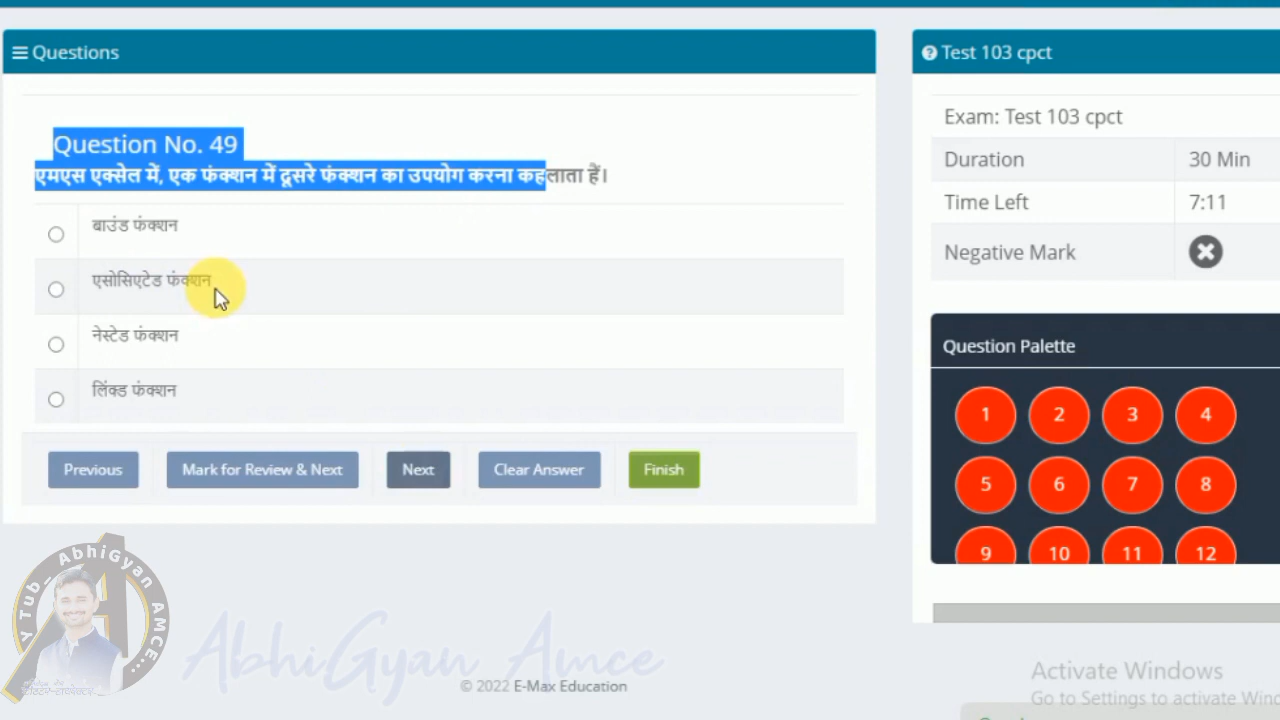 Questions
Question No. 49
एमएस एक्सेल में, एक फंक्शन में दूसरे फंक्शन का उपयोग करना कहलाता हैं।
बाउंड फंक्शन
एसोसिएटेड फंक्शन
नेस्टेड फंक्शन
लिंक्ड फंक्शन
Previous
Mark for Review & Next
Next
Clear Answer
Finish
Test 103 cpct
Exam: Test 103 cpct
Duration 30 Min
Time Left 7:11
Negative Mark
Question Palette
1 2 3 4
5 6 7 8
9 10 11 12
Y Tub_ AbhiGyan AMCE...
AbhiGyan Amce
© 2022 E-Max Education
Activate Windows
Go to Settings to activate Wind